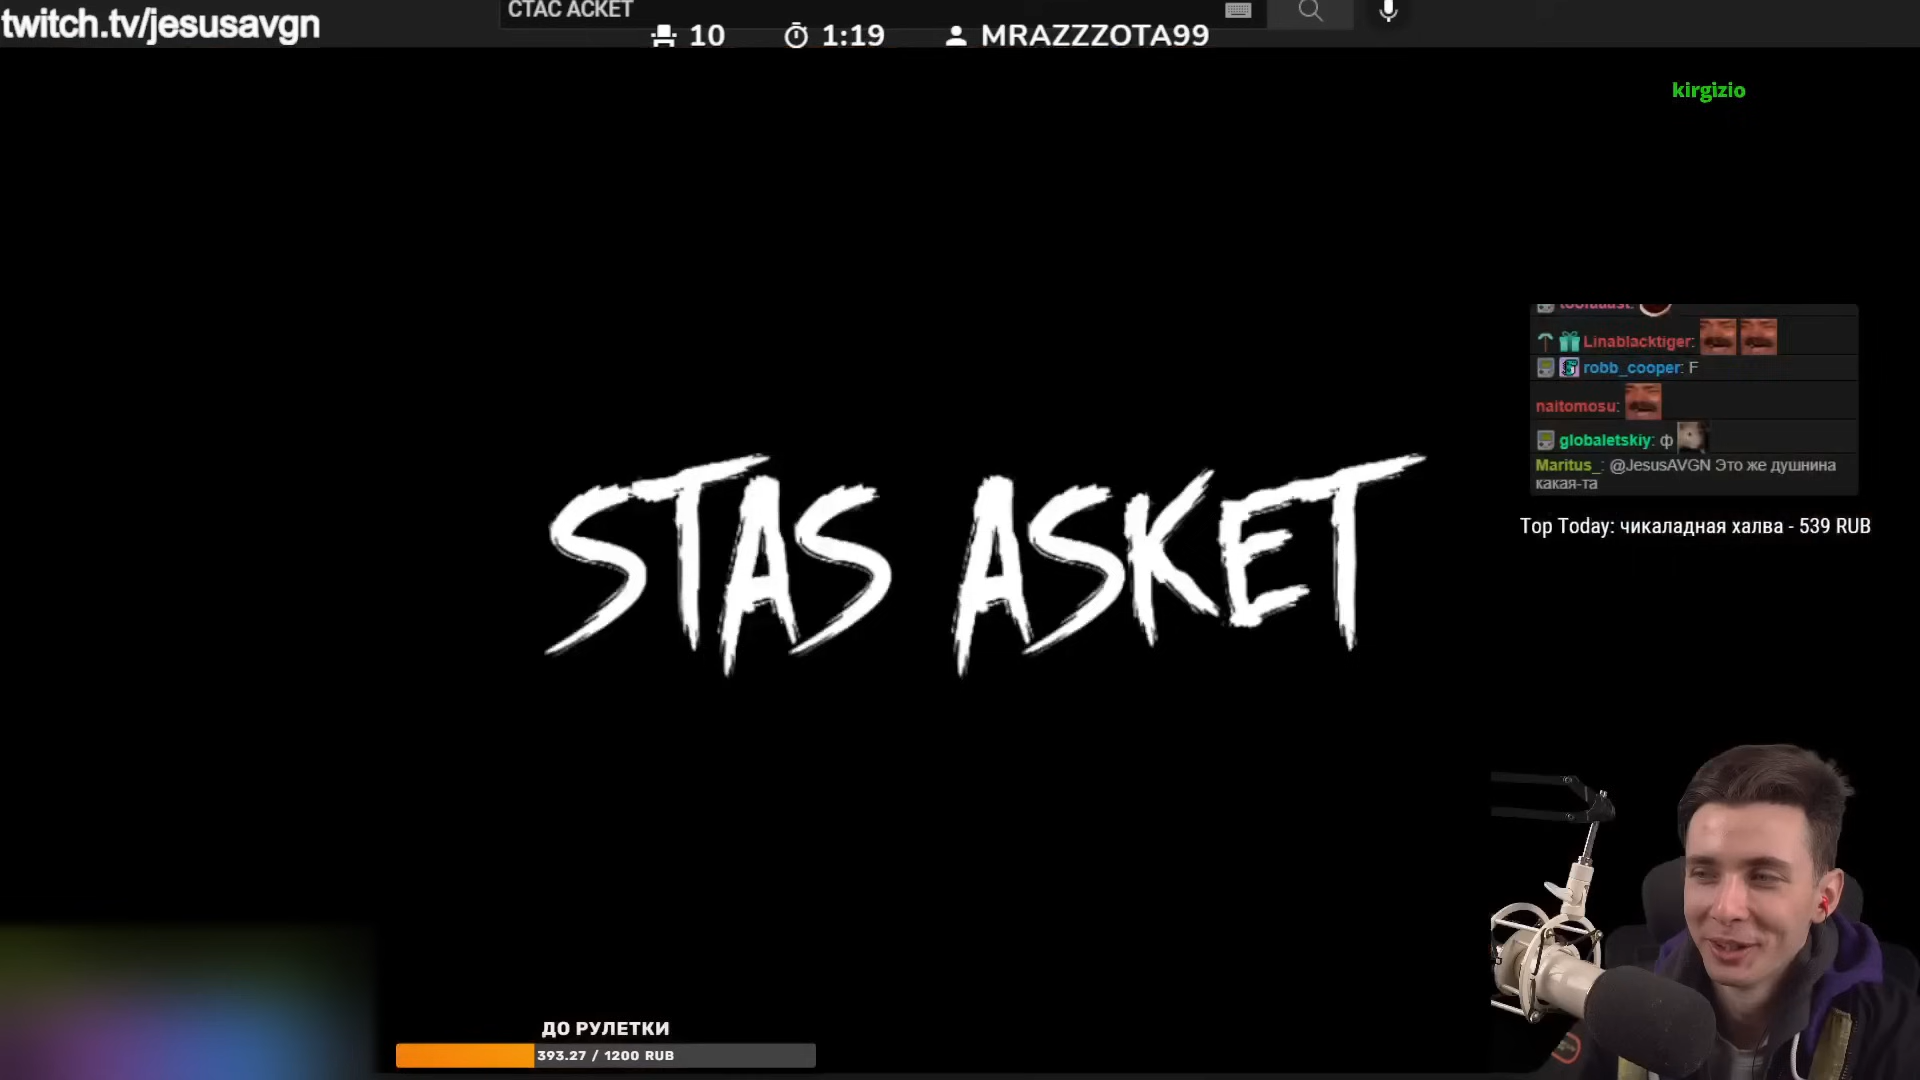 twitch.tv/jesusavgn
СТАС АСКЕТ
10 1:19 MRAZZZOTA99
kirgizio
Linablacktiger:
robb_cooper: F
naitomosu:
globaletskiy: ф
Maritus_: @JesusAVGN Это же душнина
какая-та
Top Today: чикаладная халва - 539 RUB
STAS ASKET
ДО РУЛЕТКИ
393.27 / 1200 RUB